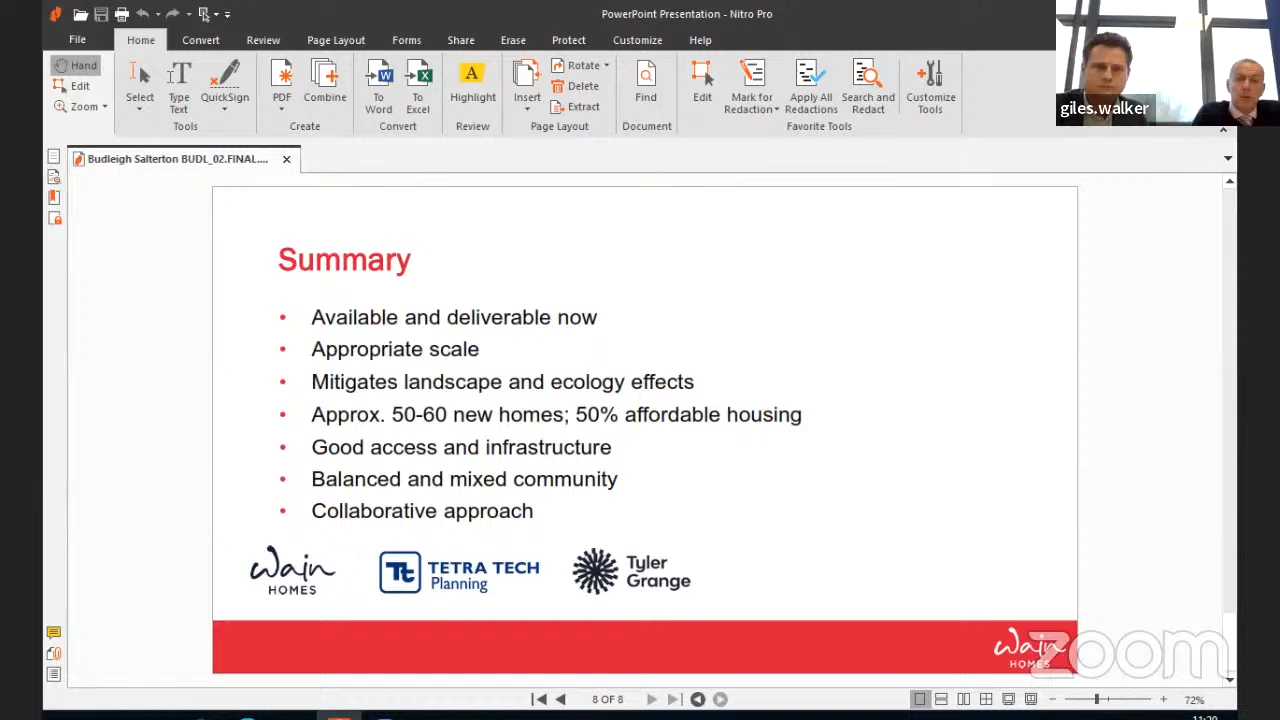 PowerPoint Presentation - Nitro Pro
File Home Convert Review Page Layout Forms Share Erase Protect Customize Help
Hand
Edit
Zoom
Select
Type Text
QuickSign
Tools
PDF
Combine
Create
To Word
To Excel
Convert
Highlight
Review
Insert
Rotate
Delete
Extract
Page Layout
Find
Document
Edit
Mark for Redaction
Apply All Redactions
Search and Redact
Favorite Tools
Customize Tools
giles.walker
Budleigh Salterton BUDL_02.FINAL....
Summary
• Available and deliverable now
• Appropriate scale
• Mitigates landscape and ecology effects
• Approx. 50-60 new homes; 50% affordable housing
• Good access and infrastructure
• Balanced and mixed community
• Collaborative approach
Wain
HOMES
Tt TETRA TECH
Planning
Tyler
Grange
Wain
HOMES
zoom
8 OF 8
72%